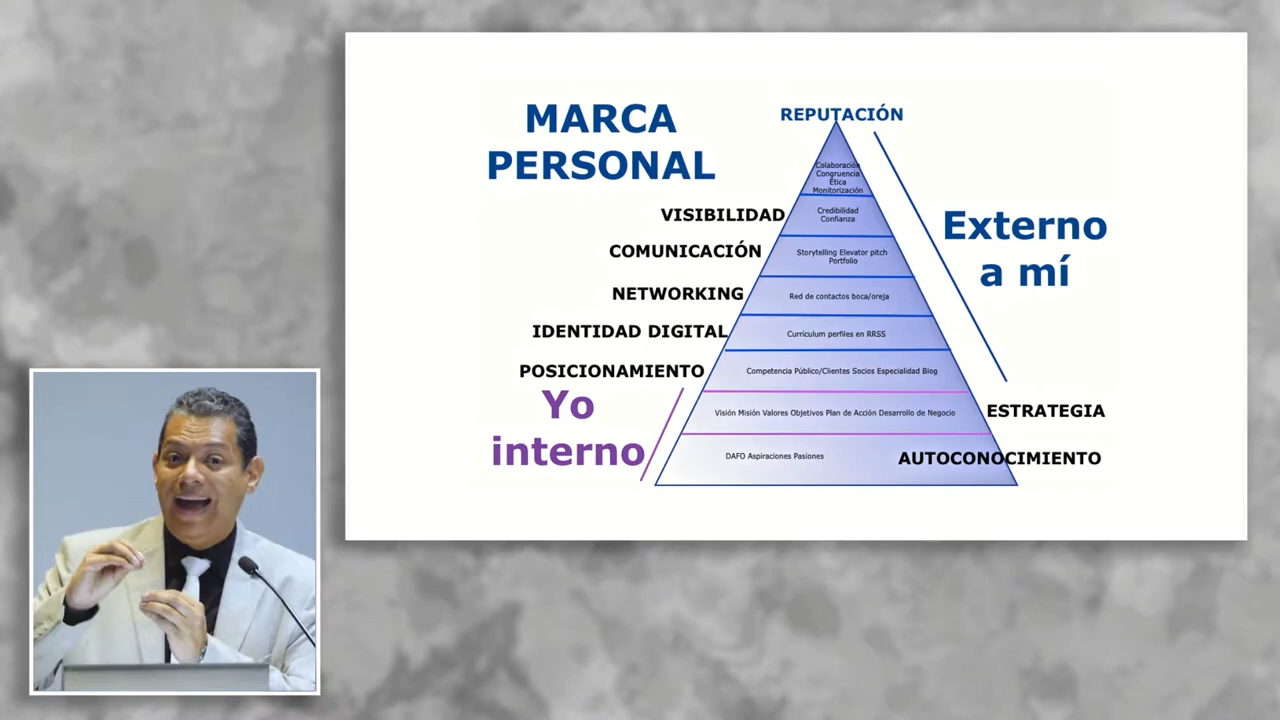 MARCA
PERSONAL
REPUTACIÓN
Colaboración
Congruencia
Ética
Monitorización
VISIBILIDAD
Credibilidad
Confianza
COMUNICACIÓN
Storytelling Elevator pitch
Portfolio
Externo
a mí
NETWORKING
Red de contactos boca/oreja
IDENTIDAD DIGITAL
Currículum perfiles en RRSS
POSICIONAMIENTO
Competencia Público/Clientes Socios Especialidad Blog
Yo
interno
Visión Misión Valores Objetivos Plan de Acción Desarrollo de Negocio
ESTRATEGIA
DAFO Aspiraciones Pasiones
AUTOCONOCIMIENTO